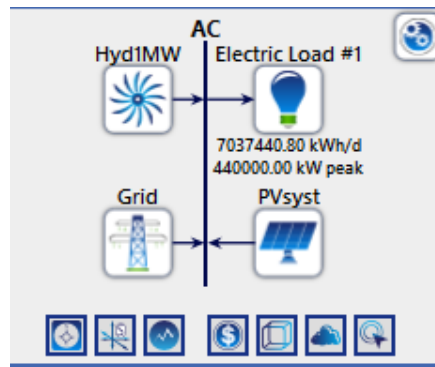 AC
Hyd1MW
Electric Load #1
7037440.80 kWh/d
440000.00 kW peak
Grid
PVsyst